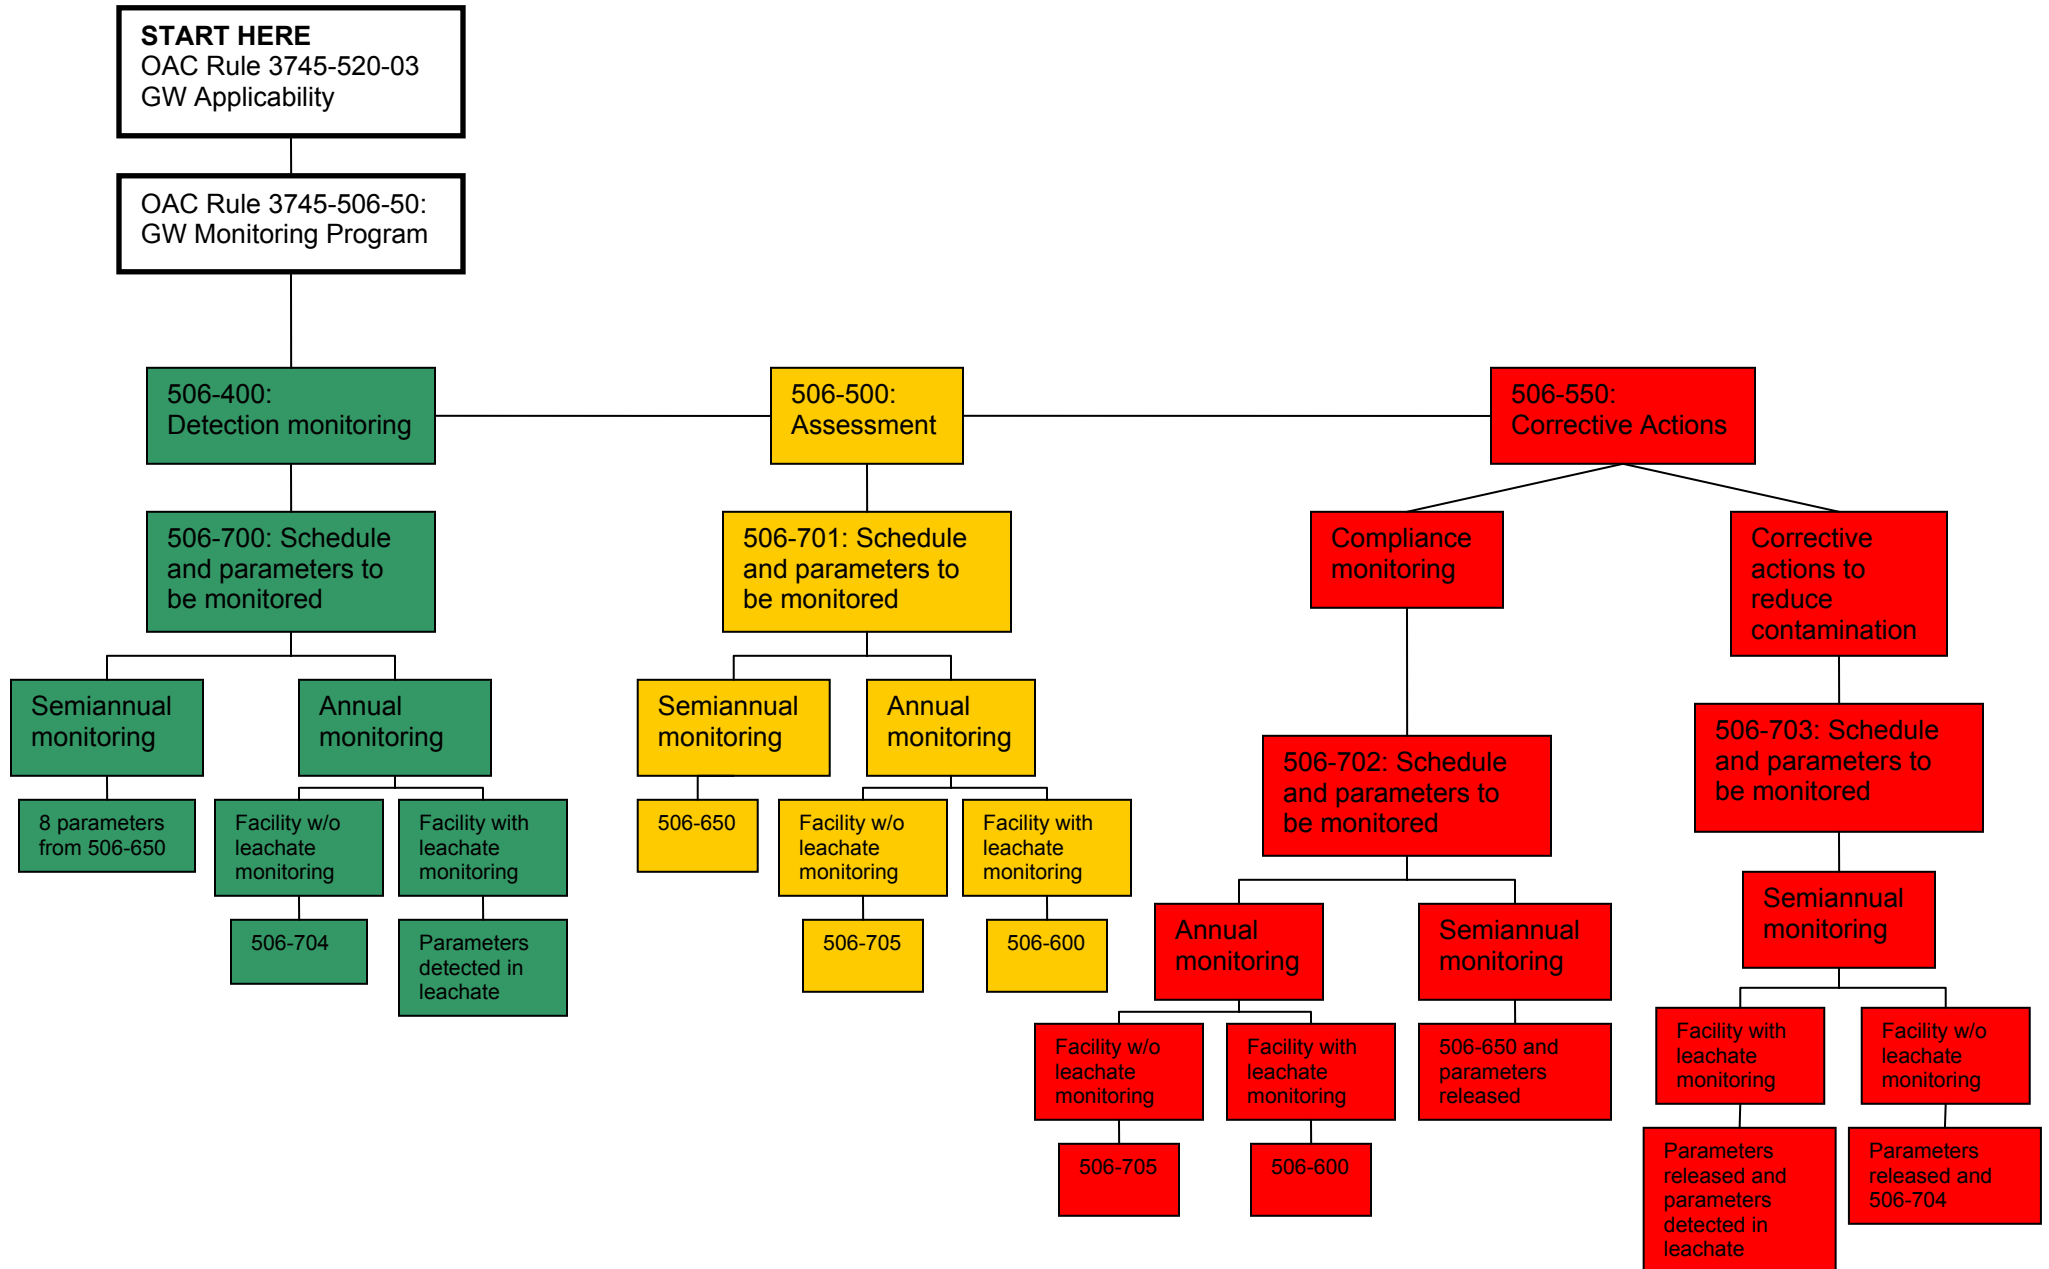 START HERE
OAC Rule 3745-520-03
GW Applicability
OAC Rule 3745-506-50:
GW Monitoring Program
506-400:
Detection monitoring
506-500:
Assessment
506-550:
Corrective Actions
506-700: Schedule
and parameters to
be monitored
506-701: Schedule
and parameters to
be monitored
Compliance
monitoring
Corrective
actions to
reduce
contamination
Semiannual
monitoring
Annual
monitoring
Semiannual
monitoring
Annual
monitoring
506-702: Schedule
and parameters to
be monitored
506-703: Schedule
and parameters to
be monitored
8 parameters
from 506-650
Facility w/o
leachate
monitoring
Facility with
leachate
monitoring
506-650
Facility w/o
leachate
monitoring
Facility with
leachate
monitoring
506-704
Parameters
detected in
leachate
506-705
506-600
Annual
monitoring
Semiannual
monitoring
Semiannual
monitoring
Facility w/o
leachate
monitoring
Facility with
leachate
monitoring
506-650 and
parameters
released
Facility with
leachate
monitoring
Facility w/o
leachate
monitoring
506-705
506-600
Parameters
released and
parameters
detected in
leachate
Parameters
released and
506-704